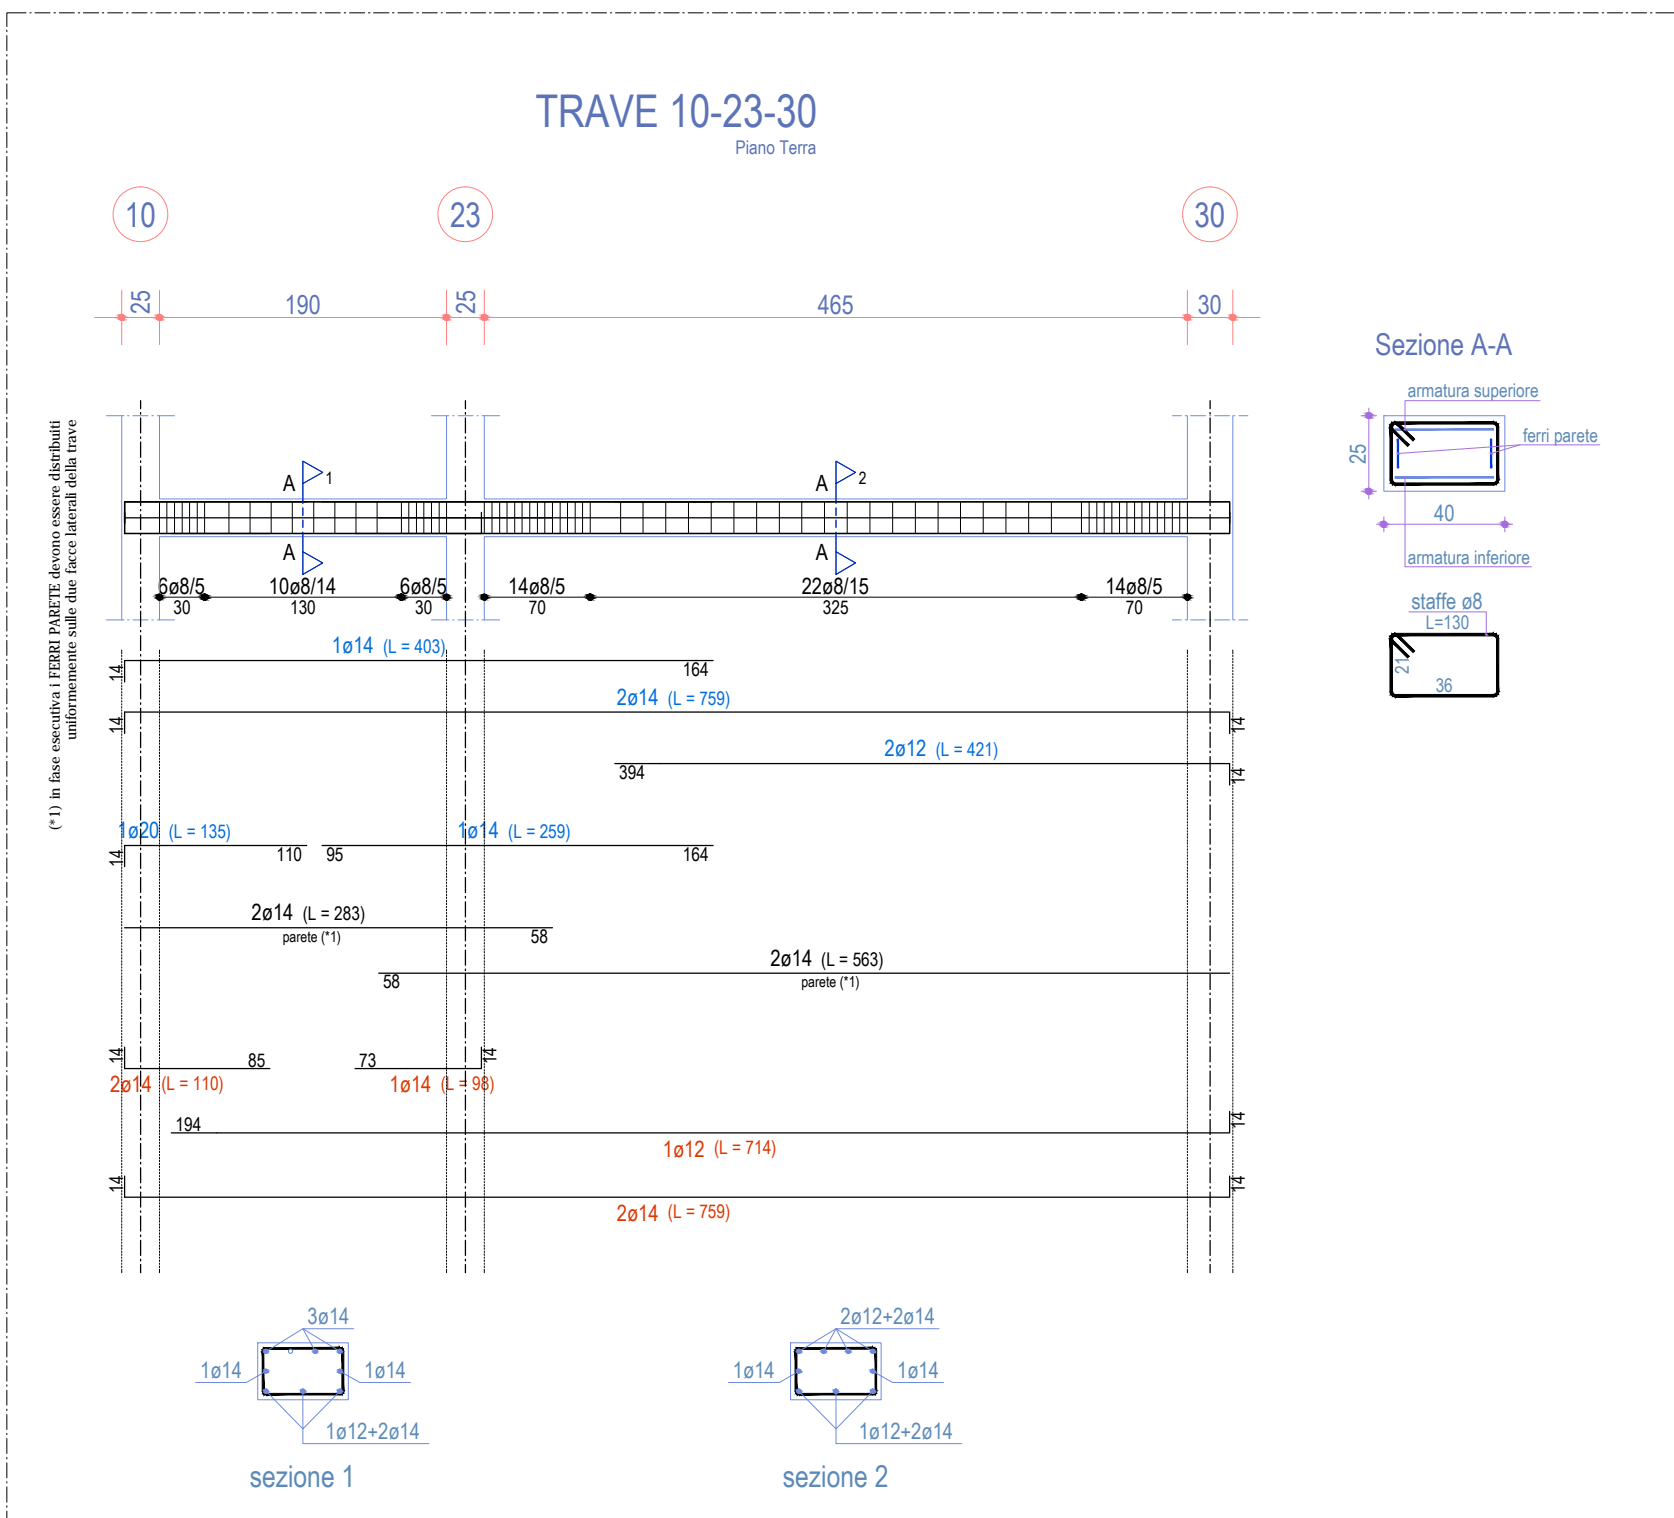 TRAVE 10-23-30
Piano Terra
10
23
30
25
190
25
465
30
Sezione A-A
armatura superiore
ferri parete
25
40
armatura inferiore
staffe ø8
L=130
21
36
(*1) in fase esecutiva i FERRI PARETE devono essere distribuiti
uniformemente sulle due facce laterali della trave
A
1
A
2
A
A
6ø8/5
10ø8/14
6ø8/5
14ø8/5
22ø8/15
14ø8/5
30
130
30
70
325
70
1ø14 (L = 403)
14
164
2ø14 (L = 759)
14
14
2ø12 (L = 421)
394
14
1ø20 (L = 135)
1ø14 (L = 259)
14
110
95
164
2ø14 (L = 283)
parete (*1)
58
2ø14 (L = 563)
58
parete (*1)
14
85
73
14
2ø14 (L = 110)
1ø14 (L = 98)
194
14
1ø12 (L = 714)
14
14
2ø14 (L = 759)
3ø14
2ø12+2ø14
1ø14
1ø14
1ø14
1ø14
1ø12+2ø14
1ø12+2ø14
sezione 1
sezione 2